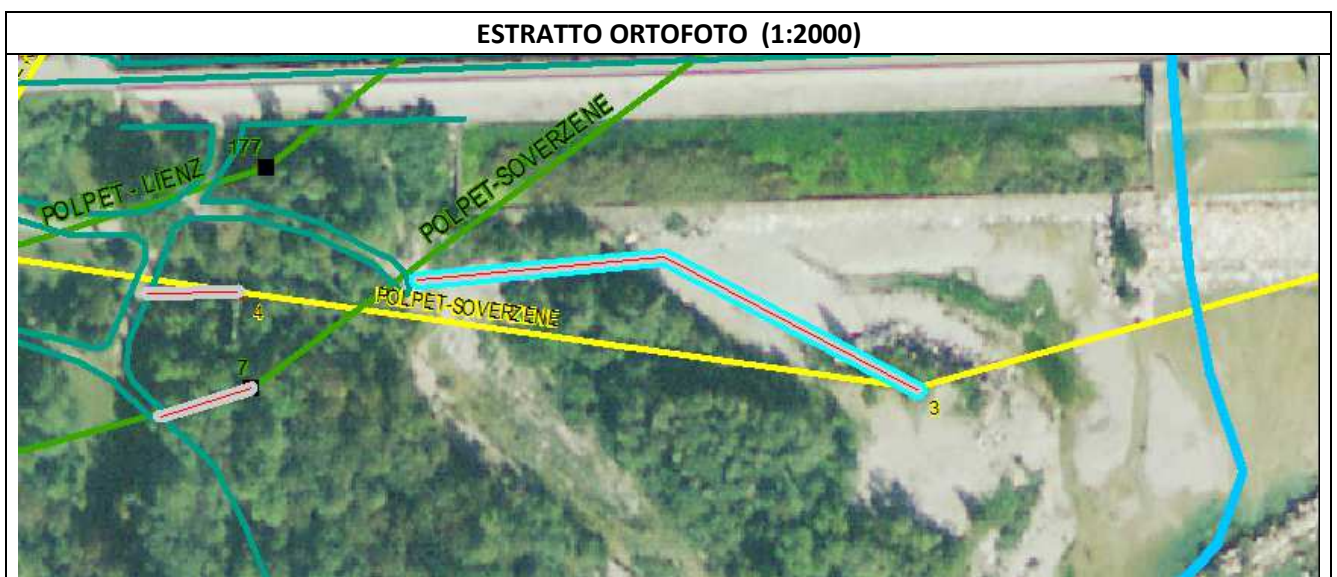 ESTRATTO ORTOFOTO (1:2000)
177
POLPET - LIENZ
POLPET-SOVERZENE
POLPET-SOVERZENE
4
7
3